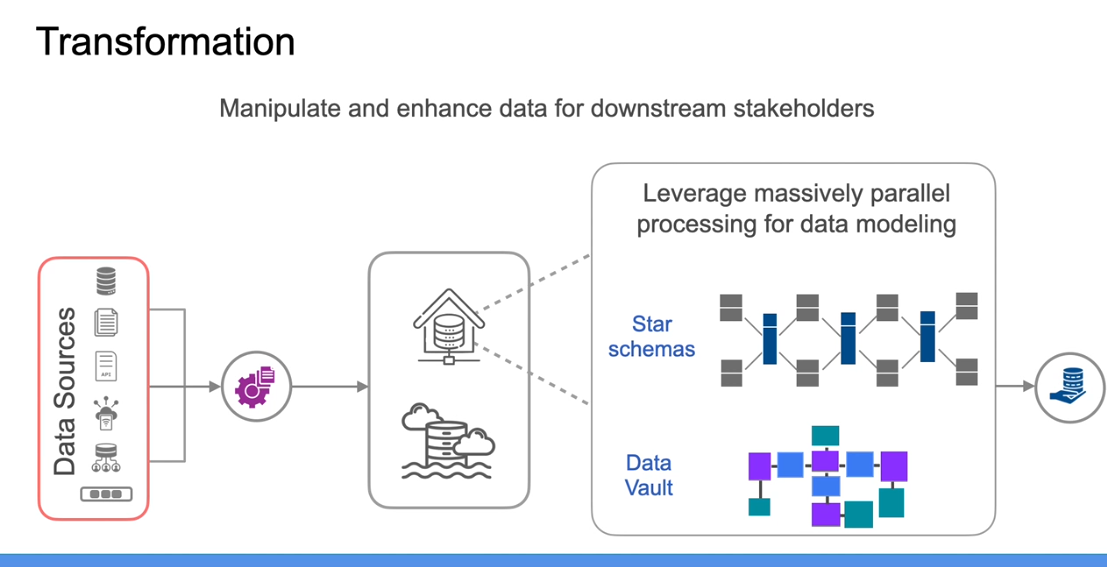 Transformation
Manipulate and enhance data for downstream stakeholders
Leverage massively parallel
processing for data modeling
Data Sources
API
Star
schemas
Data
Vault